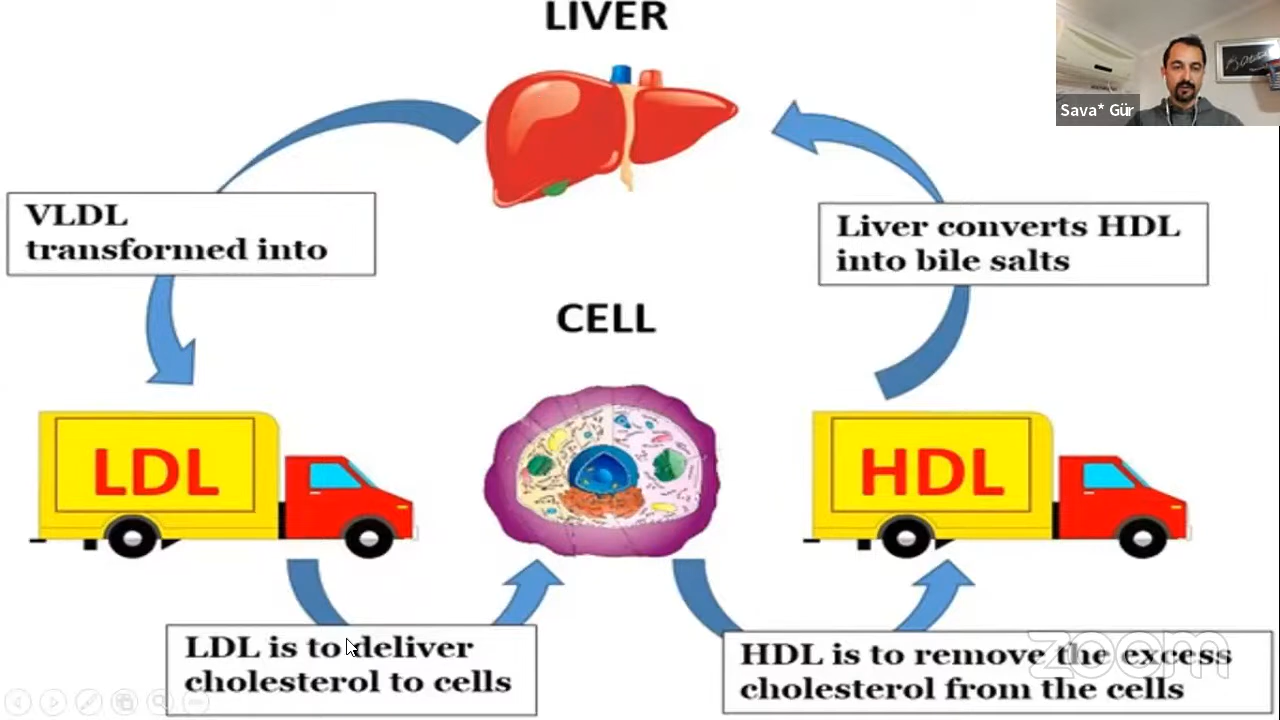 LIVER
Sava* Gür
VLDL
transformed into
Liver converts HDL
into bile salts
CELL
LDL
HDL
LDL is to deliver
cholesterol to cells
HDL is to remove the excess
cholesterol from the cells
zoom